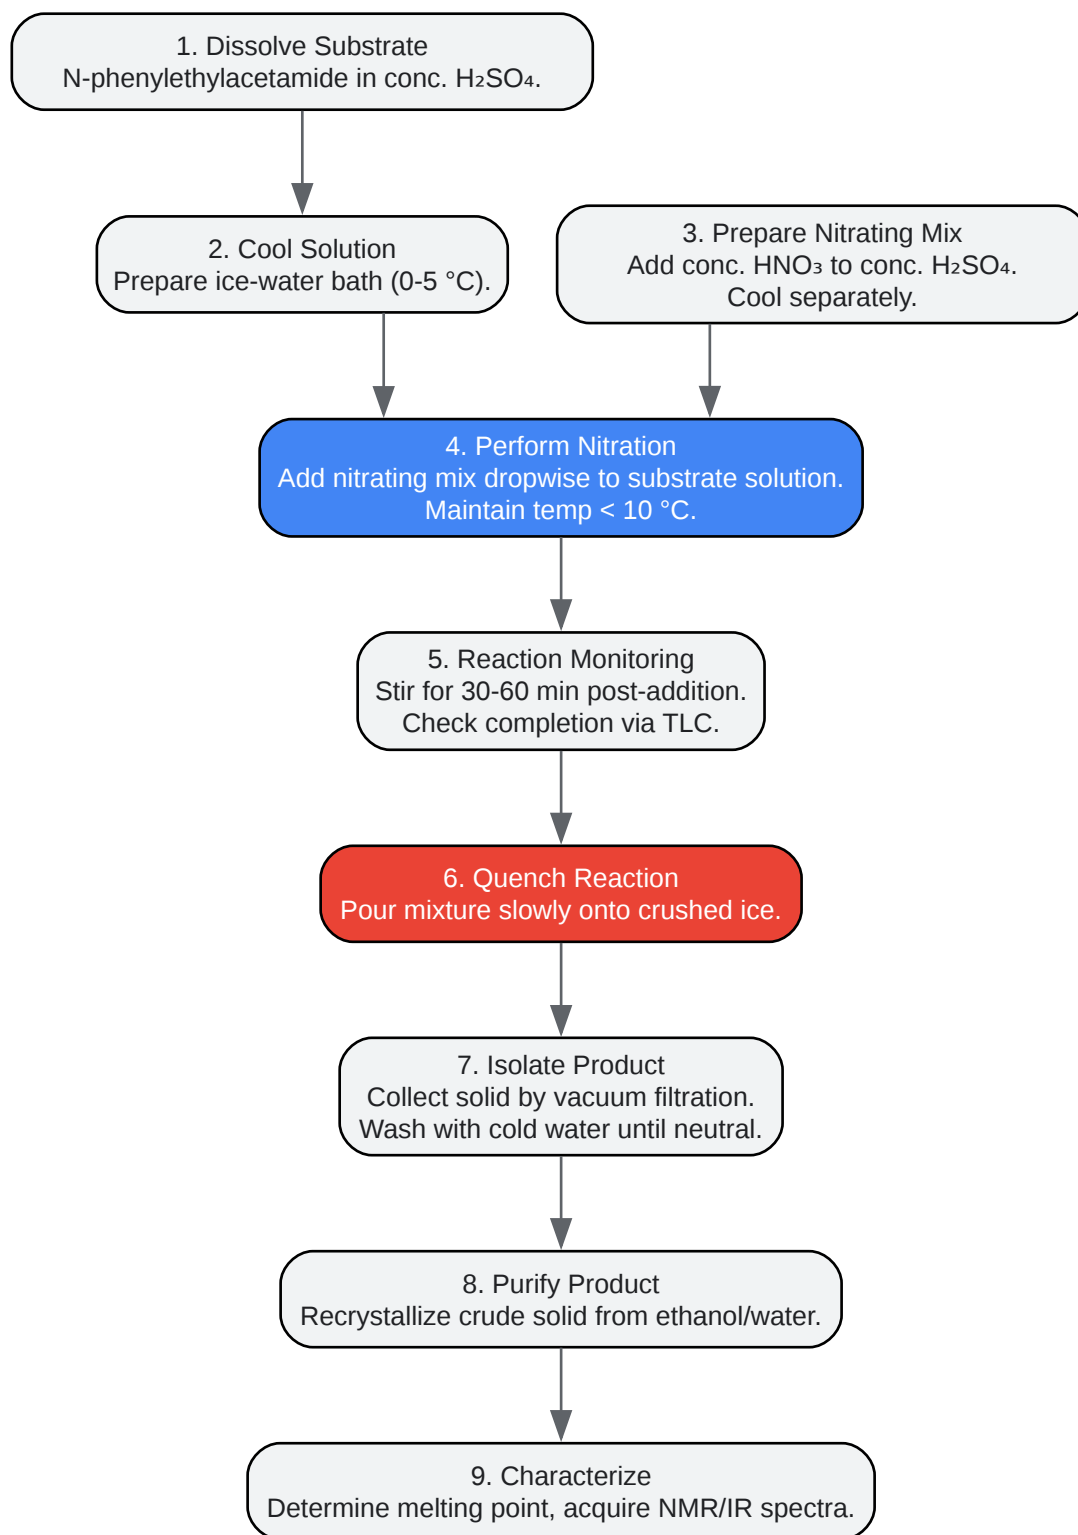 1. Dissolve Substrate
N-phenylethylacetamide in conc. H₂SO₄.
2. Cool Solution
Prepare ice-water bath (0-5 °C).
3. Prepare Nitrating Mix
Add conc. HNO₃ to conc. H₂SO₄.
Cool separately.
4. Perform Nitration
Add nitrating mix dropwise to substrate solution.
Maintain temp < 10 °C.
5. Reaction Monitoring
Stir for 30-60 min post-addition.
Check completion via TLC.
6. Quench Reaction
Pour mixture slowly onto crushed ice.
7. Isolate Product
Collect solid by vacuum filtration.
Wash with cold water until neutral.
8. Purify Product
Recrystallize crude solid from ethanol/water.
9. Characterize
Determine melting point, acquire NMR/IR spectra.